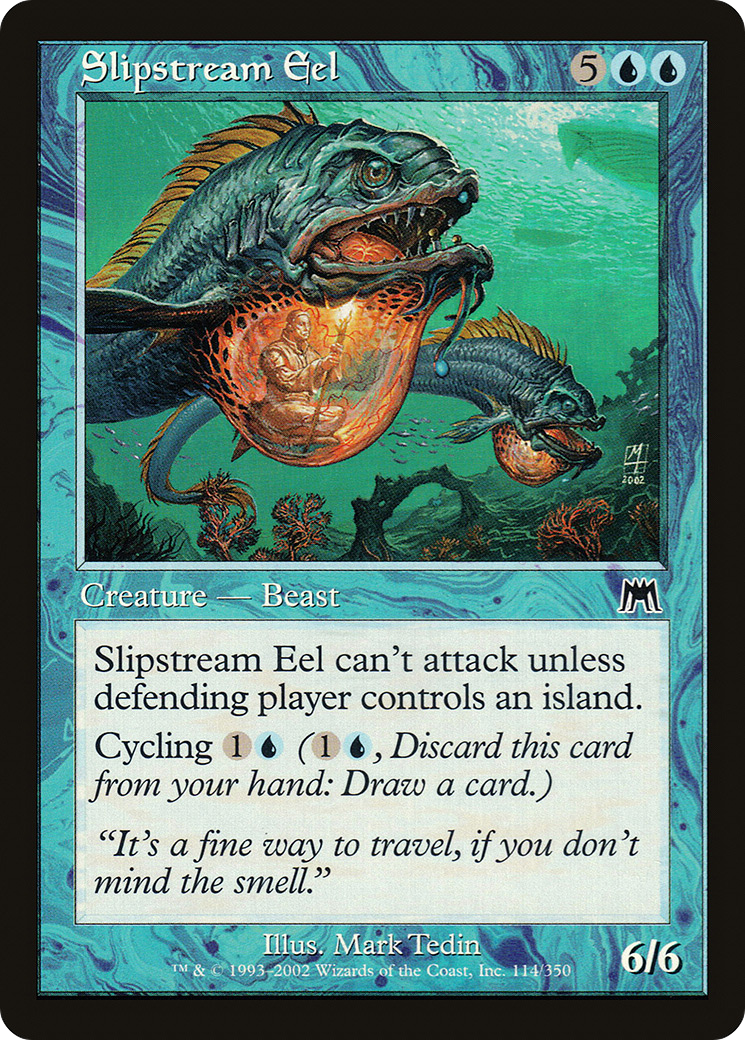 Slipstream Eel 5
2002
Creature — Beast
Slipstream Eel can't attack unless
defending player controls an island.
Cycling 1 (1 , Discard this card
from your hand: Draw a card.)
“It's a fine way to travel, if you don't
mind the smell.”
Illus. Mark Tedin
™ & © 1993–2002 Wizards of the Coast, Inc. 114/350
6/6